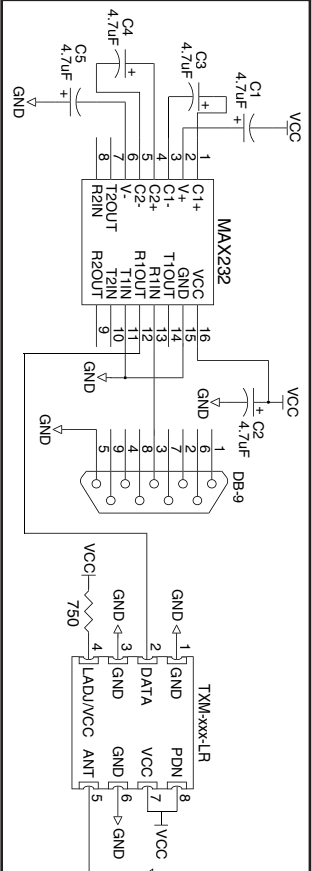 VCC
C1
4.7uF
+
C3
4.7uF
+
C4
4.7uF
+
C5
4.7uF
+
GND
MAX232
1 C1+
2 V+
3 C1-
4 C2+
5 C2-
6 V-
7 T2OUT
8 R2IN
VCC 16
GND 15
T1OUT 14
R1IN 13
R1OUT 12
T1IN 11
T2IN 10
R2OUT 9
GND
VCC
C2
4.7uF
+
GND
DB-9
1
6
2
7
3
8
4
9
5
GND
TXM-xxx-LR
GND
1 GND
2 DATA
GND
3 GND
4 LADJ/VCC
VCC
750
PDN 8
VCC 7
GND 6
ANT 5
VCC
GND